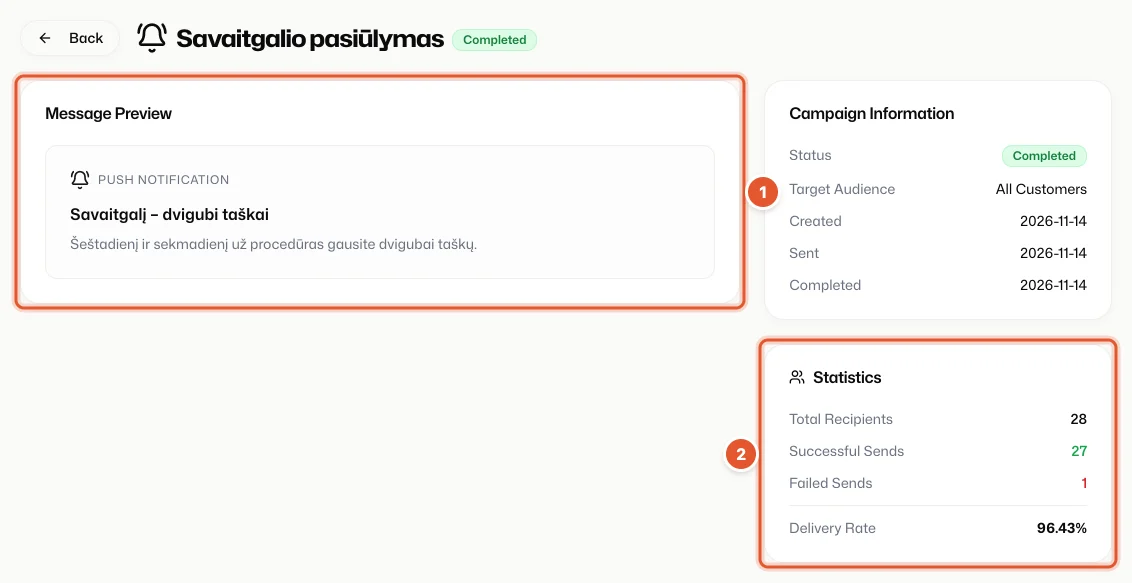 Back
Savaitgalio pasiūlymas
Completed
Message Preview
PUSH NOTIFICATION
Savaitgalį – dvigubi taškai
Šeštadienį ir sekmadienį už procedūras gausite dvigubai taškų.
1
Campaign Information
Status Completed
Target Audience All Customers
Created 2026-11-14
Sent 2026-11-14
Completed 2026-11-14
2
Statistics
Total Recipients 28
Successful Sends 27
Failed Sends 1
Delivery Rate 96.43%